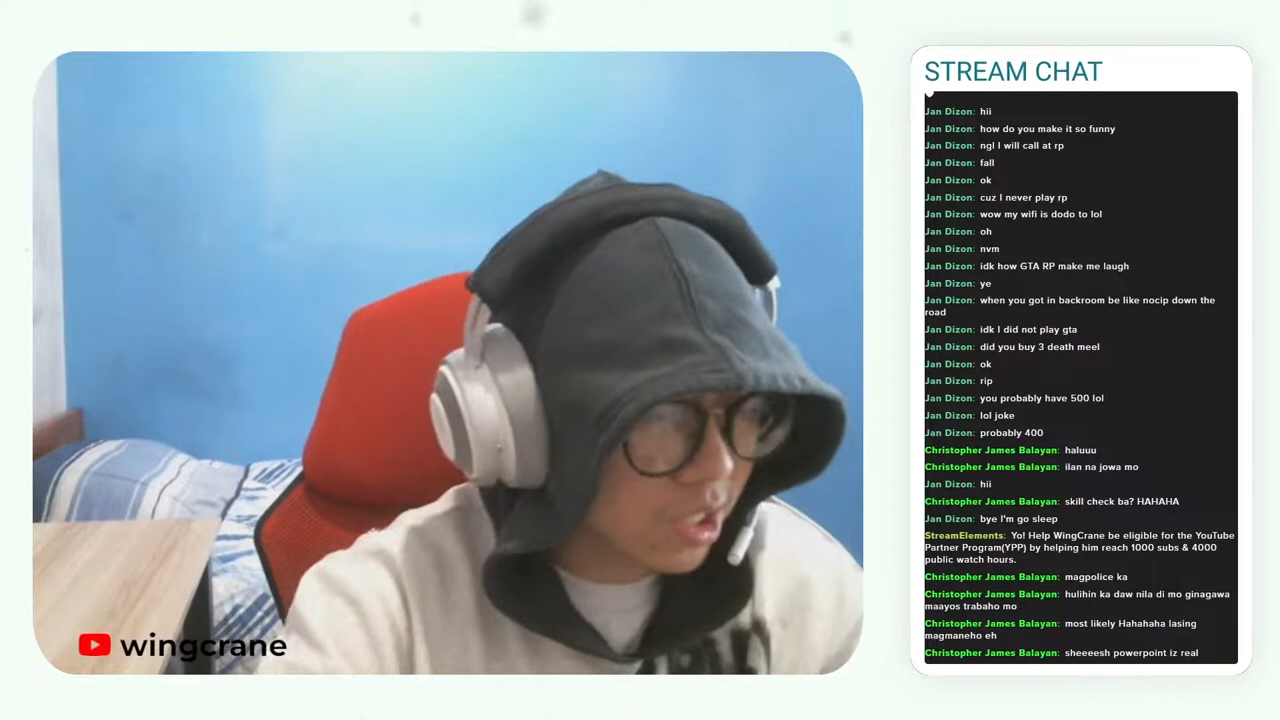 STREAM CHAT
Jan Dizon: hii
Jan Dizon: how do you make it so funny
Jan Dizon: ngl I will call at rp
Jan Dizon: fall
Jan Dizon: ok
Jan Dizon: cuz I never play rp
Jan Dizon: wow my wifi is dodo to lol
Jan Dizon: oh
Jan Dizon: nvm
Jan Dizon: idk how GTA RP make me laugh
Jan Dizon: ye
Jan Dizon: when you got in backroom be like nocip down the
road
Jan Dizon: idk I did not play gta
Jan Dizon: did you buy 3 death meel
Jan Dizon: ok
Jan Dizon: rip
Jan Dizon: you probably have 500 lol
Jan Dizon: lol joke
Jan Dizon: probably 400
Christopher James Balayan: haluuu
Christopher James Balayan: ilan na jowa mo
Jan Dizon: hii
Christopher James Balayan: skill check ba? HAHAHA
Jan Dizon: bye I'm go sleep
StreamElements: Yo! Help WingCrane be eligible for the YouTube
Partner Program(YPP) by helping him reach 1000 subs & 4000
public watch hours.
Christopher James Balayan: magpolice ka
Christopher James Balayan: hulihin ka daw nila di mo ginagawa
maayos trabaho mo
Christopher James Balayan: most likely Hahahaha lasing
magmaneho eh
Christopher James Balayan: sheeeesh powerpoint iz real
wingcrane